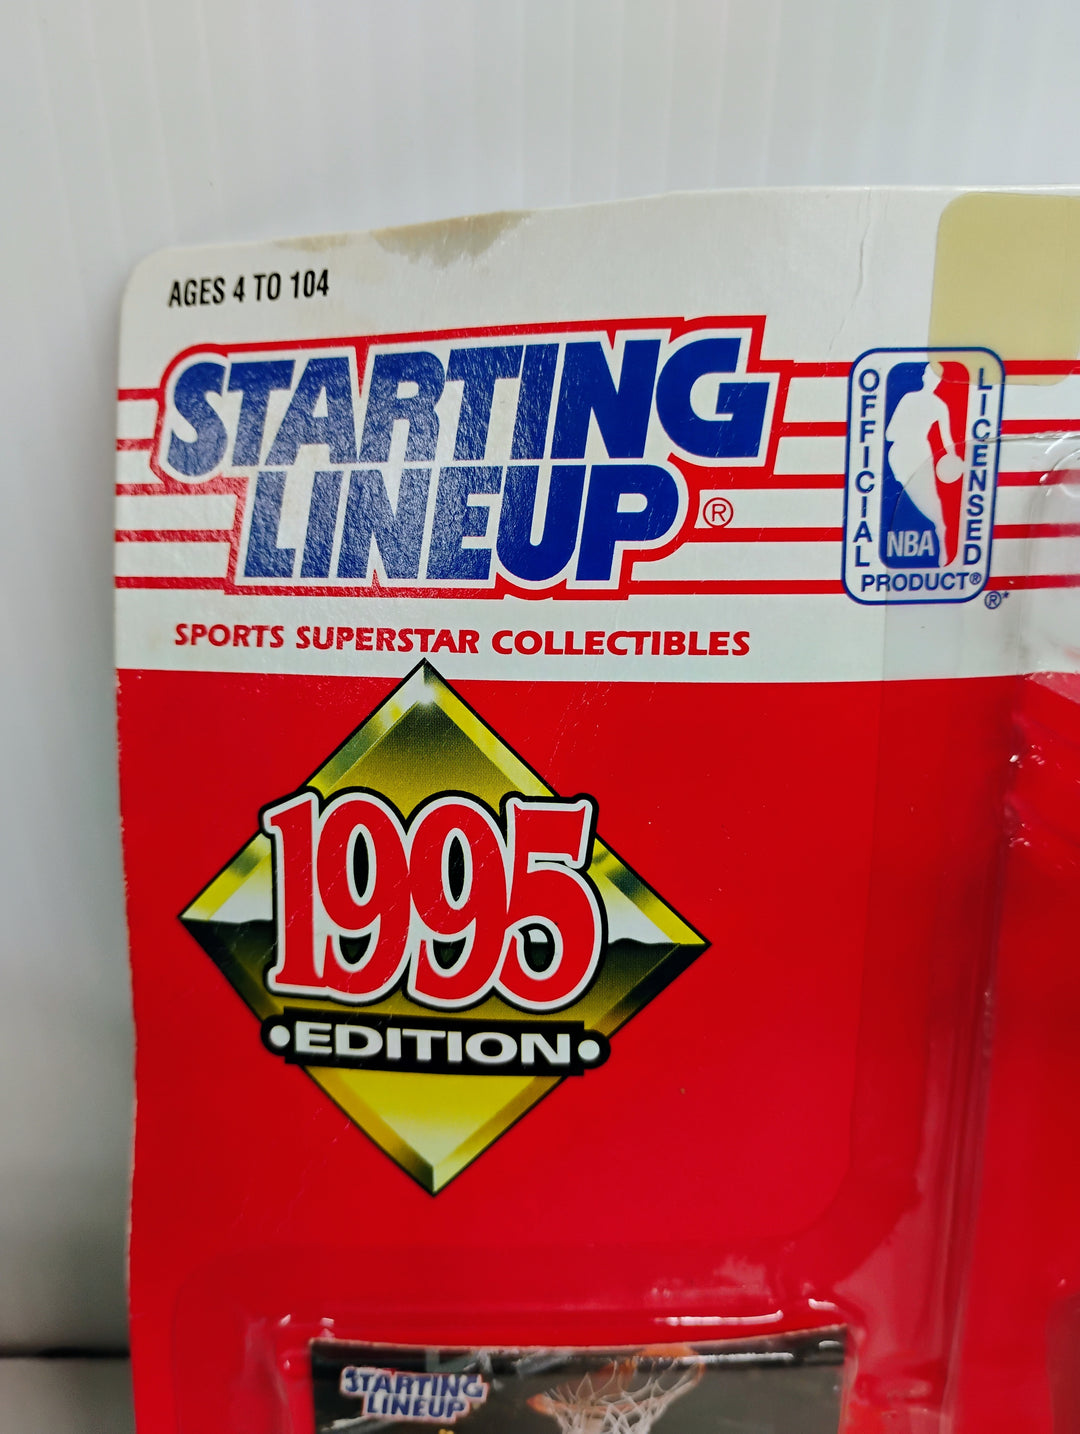 AGES 4 TO 104
STARTING
LINEUP®
OFFICIAL
LICENSED
NBA
PRODUCT®
®*
SPORTS SUPERSTAR COLLECTIBLES
1995
•EDITION•
STARTING
LINEUP